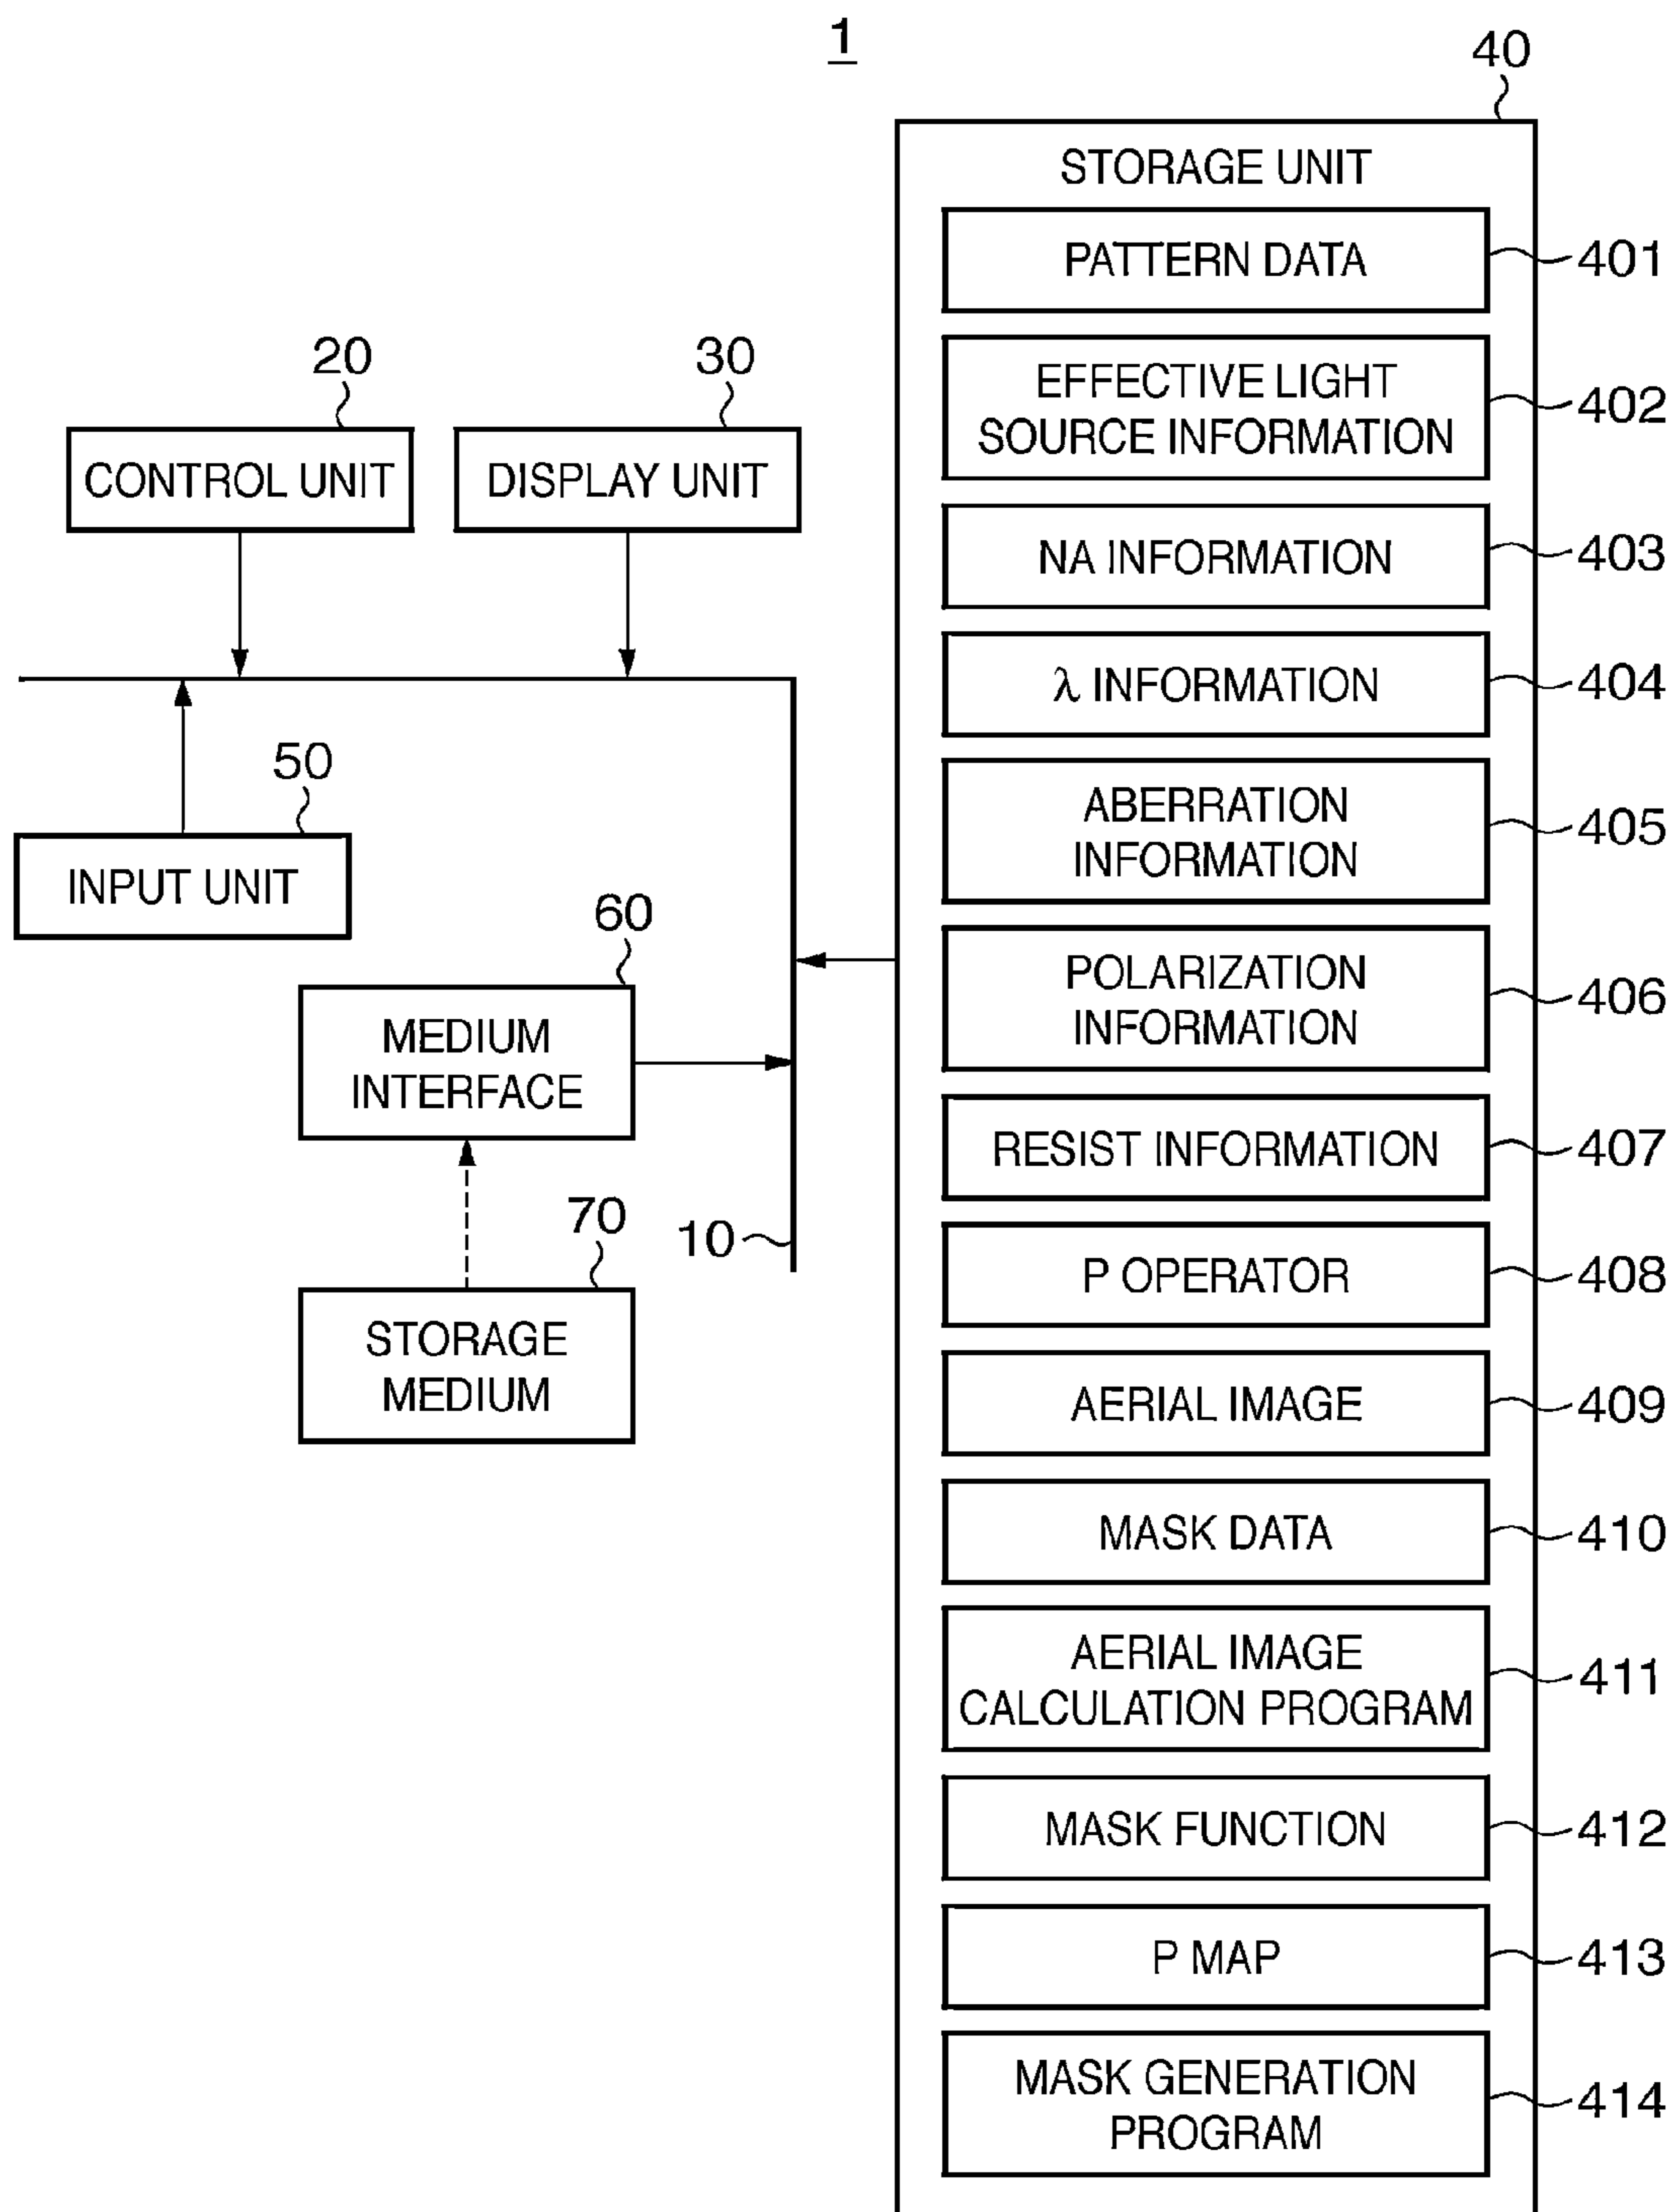 1
40
STORAGE UNIT
PATTERN DATA
401
EFFECTIVE LIGHT
SOURCE INFORMATION
402
NA INFORMATION
403
λ INFORMATION
404
ABERRATION
INFORMATION
405
POLARIZATION
INFORMATION
406
RESIST INFORMATION
407
P OPERATOR
408
AERIAL IMAGE
409
MASK DATA
410
AERIAL IMAGE
CALCULATION PROGRAM
411
MASK FUNCTION
412
P MAP
413
MASK GENERATION
PROGRAM
414
20
CONTROL UNIT
30
DISPLAY UNIT
50
INPUT UNIT
60
MEDIUM
INTERFACE
70
STORAGE
MEDIUM
10